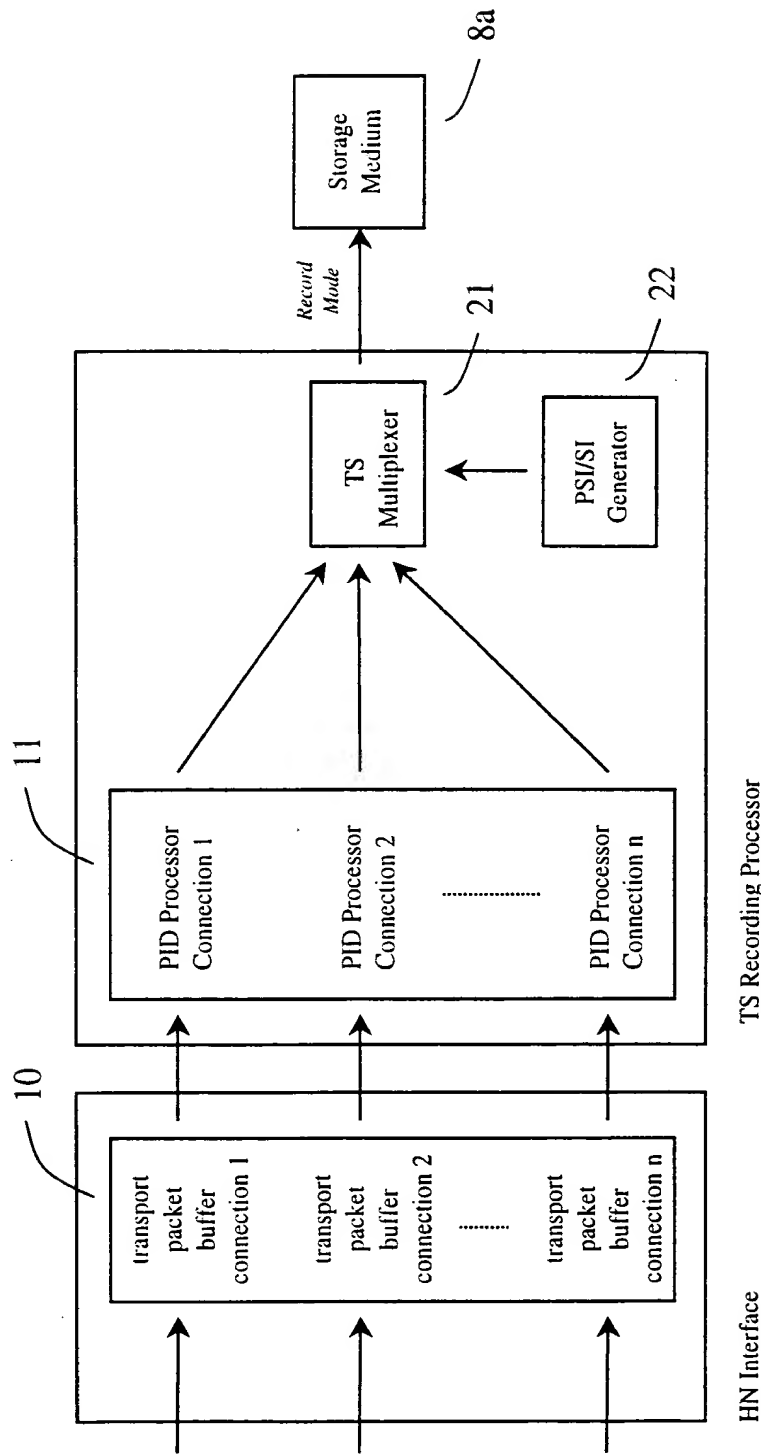 10
transport
packet
buffer
connection 1
transport
packet
buffer
connection 2
..........
transport
packet
buffer
connection n
HN Interface
11
PID Processor
Connection 1
PID Processor
Connection 2
..................
PID Processor
Connection n
TS
Multiplexer
21
PSI/SI
Generator
22
TS Recording Processor
Record
Mode
Storage
Medium
8a